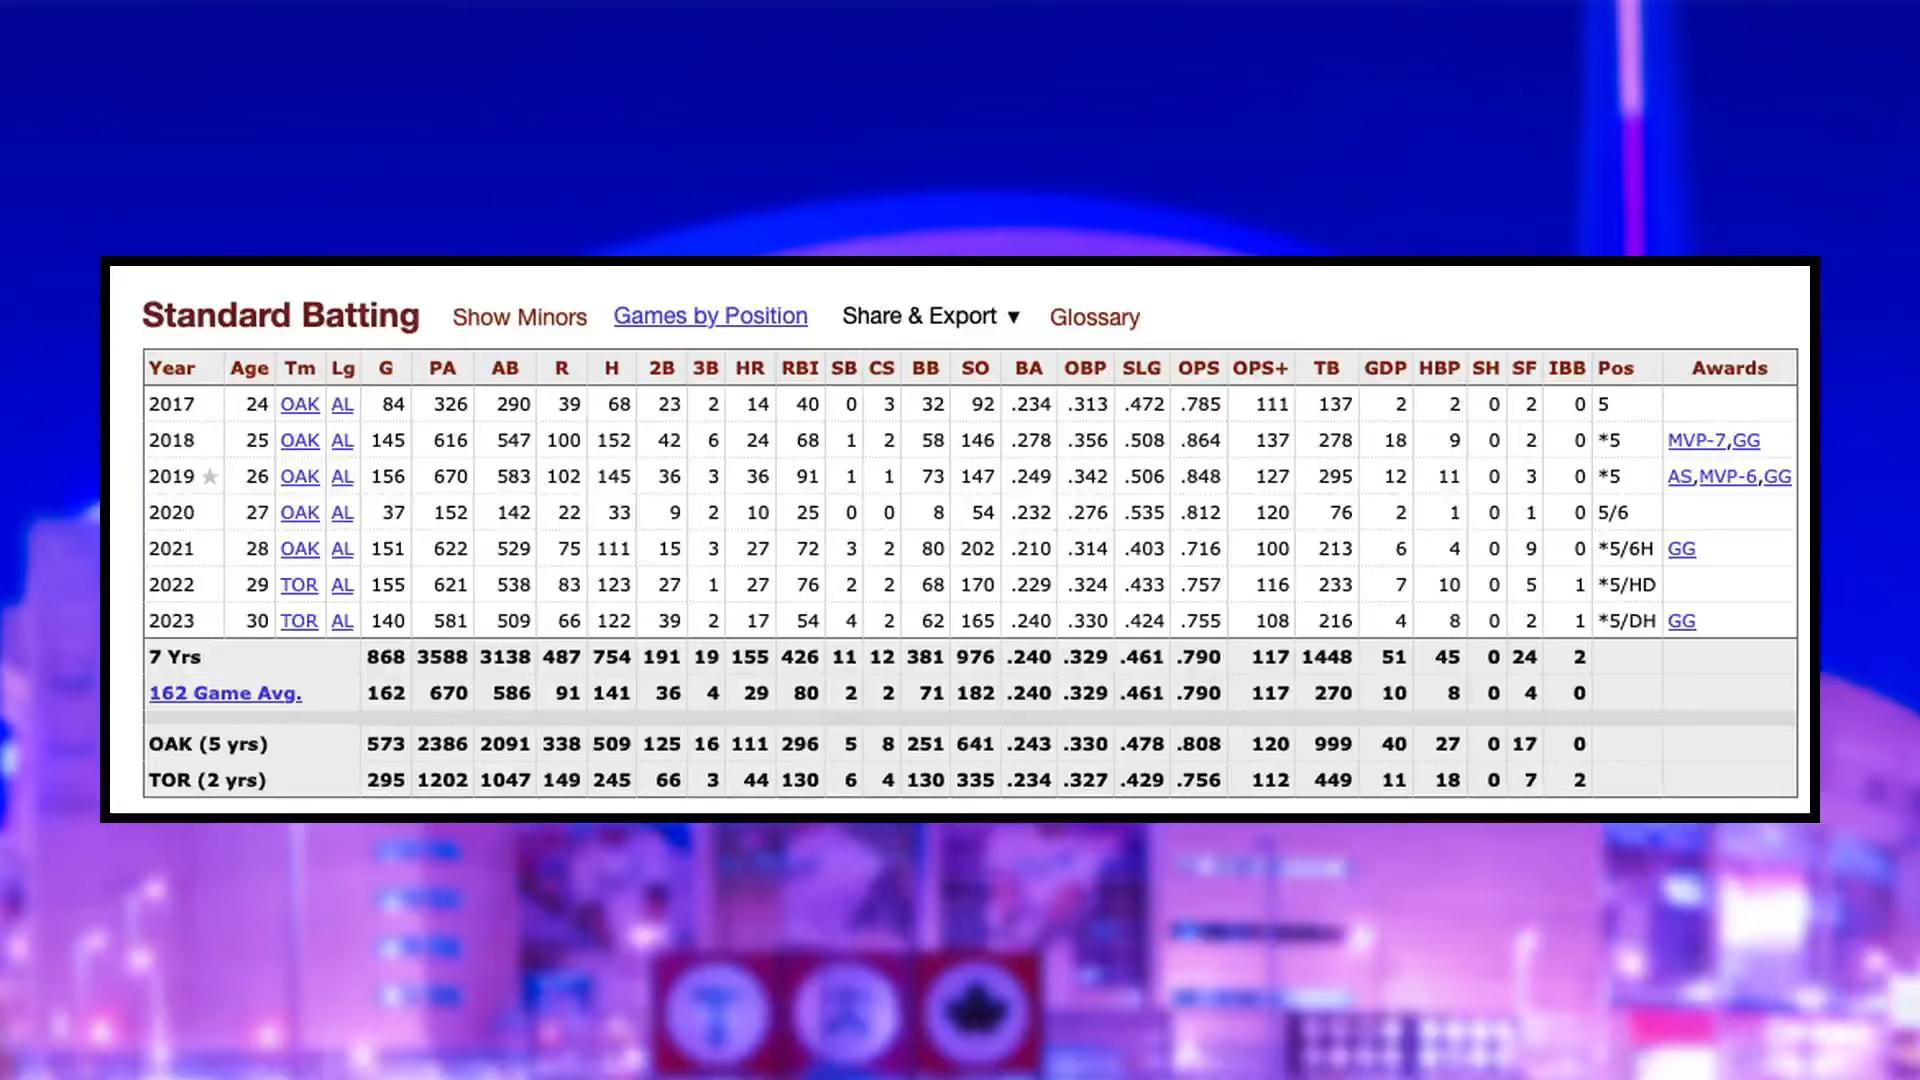 Standard Batting Show Minors Games by Position Share & Export ▼ Glossary
Year Age Tm Lg G PA AB R H 2B 3B HR RBI SB CS BB SO BA OBP SLG OPS OPS+ TB GDP HBP SH SF IBB Pos Awards
2017 24 OAK AL 84 326 290 39 68 23 2 14 40 0 3 32 92 .234 .313 .472 .785 111 137 2 2 0 2 0 5
2018 25 OAK AL 145 616 547 100 152 42 6 24 68 1 2 58 146 .278 .356 .508 .864 137 278 18 9 0 2 0 *5 MVP-7,GG
2019 ★ 26 OAK AL 156 670 583 102 145 36 3 36 91 1 1 73 147 .249 .342 .506 .848 127 295 12 11 0 3 0 *5 AS,MVP-6,GG
2020 27 OAK AL 37 152 142 22 33 9 2 10 25 0 0 8 54 .232 .276 .535 .812 120 76 2 1 0 1 0 5/6
2021 28 OAK AL 151 622 529 75 111 15 3 27 72 3 2 80 202 .210 .314 .403 .716 100 213 6 4 0 9 0 *5/6H GG
2022 29 TOR AL 155 621 538 83 123 27 1 27 76 2 2 68 170 .229 .324 .433 .757 116 233 7 10 0 5 1 *5/HD
2023 30 TOR AL 140 581 509 66 122 39 2 17 54 4 2 62 165 .240 .330 .424 .755 108 216 4 8 0 2 1 *5/DH GG
7 Yrs 868 3588 3138 487 754 191 19 155 426 11 12 381 976 .240 .329 .461 .790 117 1448 51 45 0 24 2
162 Game Avg. 162 670 586 91 141 36 4 29 80 2 2 71 182 .240 .329 .461 .790 117 270 10 8 0 4 0
OAK (5 yrs) 573 2386 2091 338 509 125 16 111 296 5 8 251 641 .243 .330 .478 .808 120 999 40 27 0 17 0
TOR (2 yrs) 295 1202 1047 149 245 66 3 44 130 6 4 130 335 .234 .327 .429 .756 112 449 11 18 0 7 2